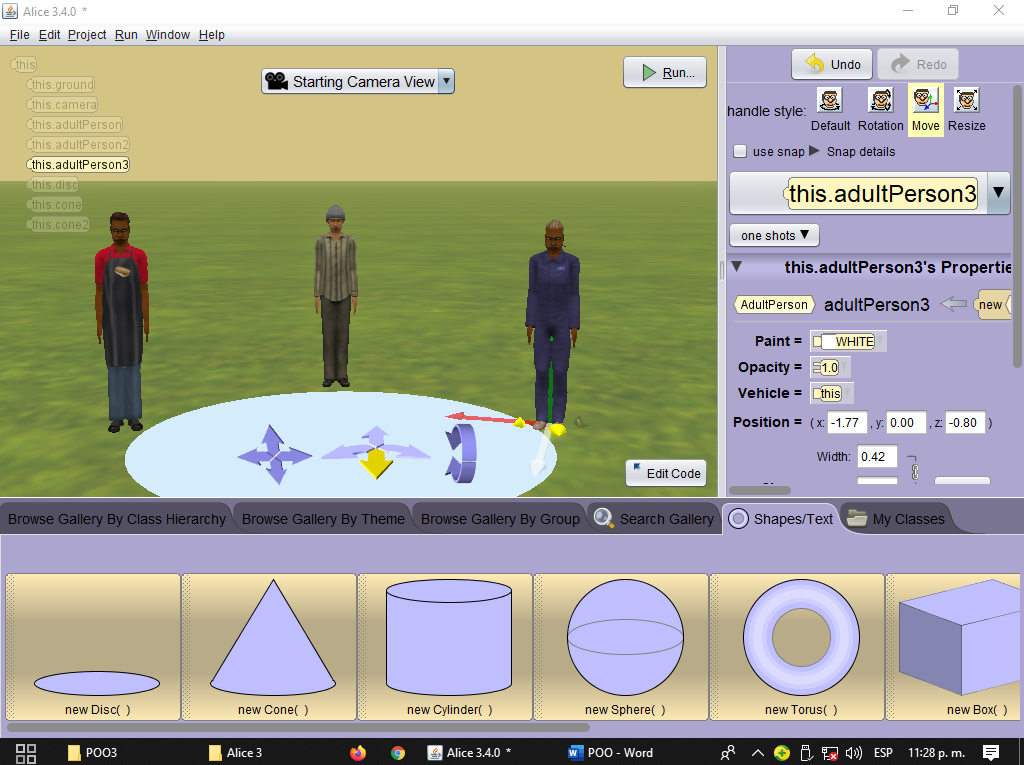 Alice 3.4.0 *
File Edit Project Run Window Help
this
this.ground
this.camera
this.adultPerson
this.adultPerson2
this.adultPerson3
this.disc
this.cone
this.cone2
Starting Camera View
Run...
Edit Code
Undo Redo
handle style:
Default Rotation Move Resize
use snap Snap details
this.adultPerson3
one shots
this.adultPerson3's Propertie
AdultPerson adultPerson3 new
Paint = WHITE
Opacity = 1.0
Vehicle = this
Position = ( x: -1.77 , y: 0.00 , z: -0.80 )
Width: 0.42
Browse Gallery By Class Hierarchy Browse Gallery By Theme Browse Gallery By Group Search Gallery Shapes/Text My Classes
new Disc( ) new Cone( ) new Cylinder( ) new Sphere( ) new Torus( ) new Box( )
POO3 Alice 3 Alice 3.4.0 * POO - Word ESP 11:28 p. m.